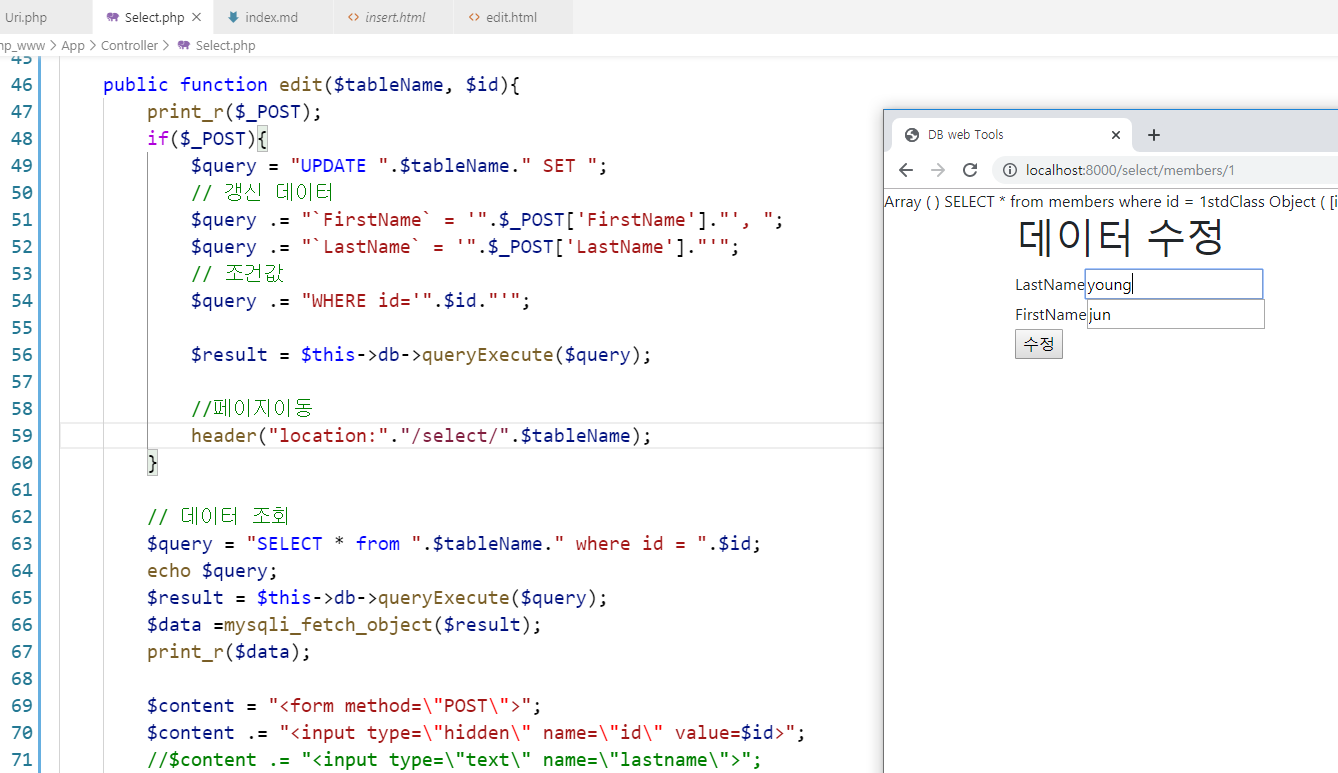 Uri.php
Select.php
index.md
insert.html
edit.html
hp_www > App > Controller > Select.php
45
46 public function edit($tableName, $id){
47 print_r($_POST);
48 if($_POST){
49 $query = "UPDATE ".$tableName." SET ";
50 // 갱신 데이터
51 $query .= "`FirstName` = '".$_POST['FirstName']."', ";
52 $query .= "`LastName` = '".$_POST['LastName']."'";
53 // 조건값
54 $query .= "WHERE id='".$id."'";
55
56 $result = $this->db->queryExecute($query);
57
58 //페이지이동
59 header("location:"."/select/".$tableName);
60 }
61
62 // 데이터 조회
63 $query = "SELECT * from ".$tableName." where id = ".$id;
64 echo $query;
65 $result = $this->db->queryExecute($query);
66 $data =mysqli_fetch_object($result);
67 print_r($data);
68
69 $content = "<form method=\"POST\">";
70 $content .= "<input type=\"hidden\" name=\"id\" value=$id>";
71 //$content .= "<input type=\"text\" name=\"lastname\">";
DB web Tools
localhost:8000/select/members/1
Array ( ) SELECT * from members where id = 1stdClass Object ( [i
데이터 수정
LastName young
FirstName jun
수정